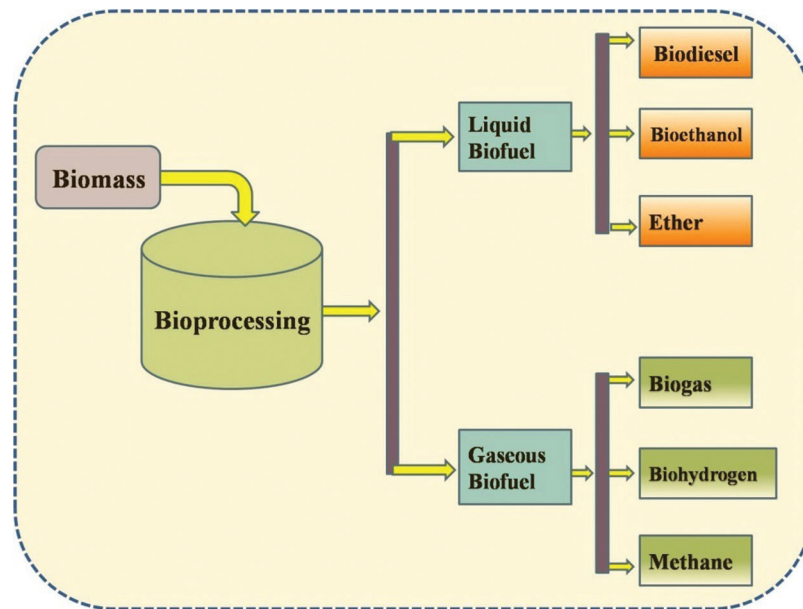 Biomass
Bioprocessing
Liquid
Biofuel
Biodiesel
Bioethanol
Ether
Gaseous
Biofuel
Biogas
Biohydrogen
Methane